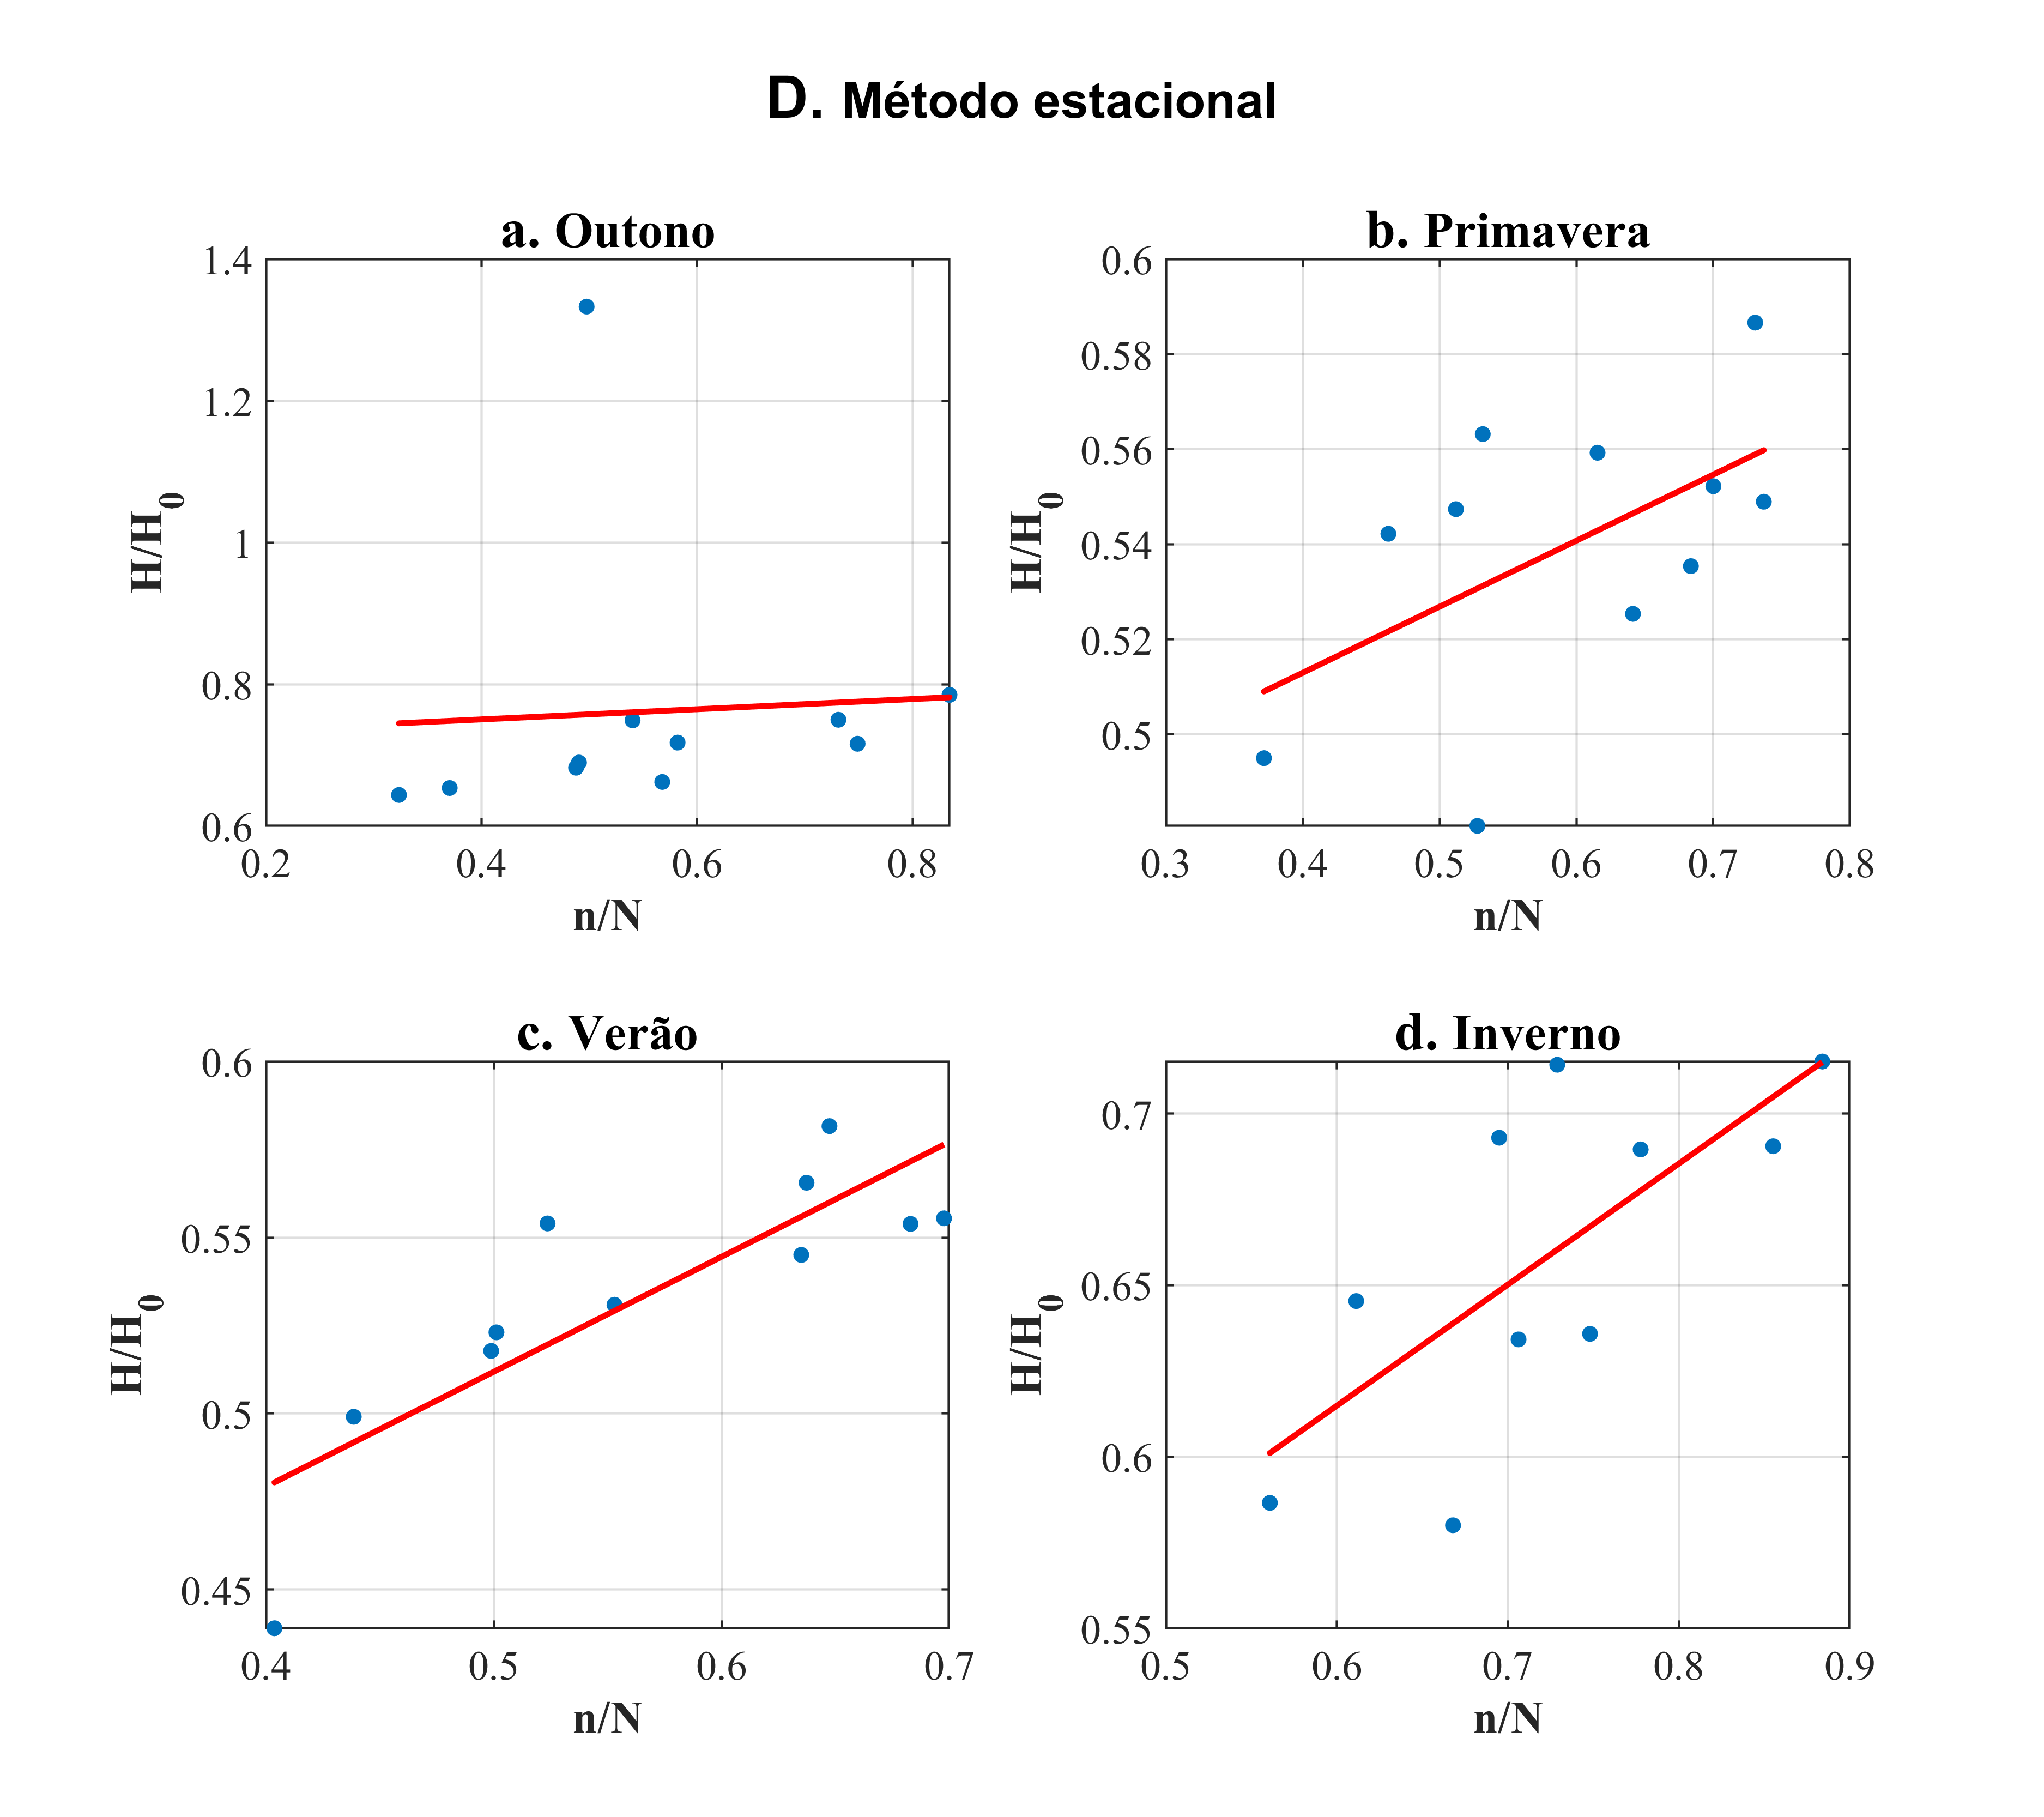 D. Método estacional
a. Outono
1.4
1.2
1
0.8
0.6
H/H0
0.2 0.4 0.6 0.8
n/N
b. Primavera
0.6
0.58
0.56
0.54
0.52
0.5
H/H0
0.3 0.4 0.5 0.6 0.7 0.8
n/N
c. Verão
0.6
0.55
0.5
0.45
H/H0
0.4 0.5 0.6 0.7
n/N
d. Inverno
0.7
0.65
0.6
0.55
H/H0
0.5 0.6 0.7 0.8 0.9
n/N